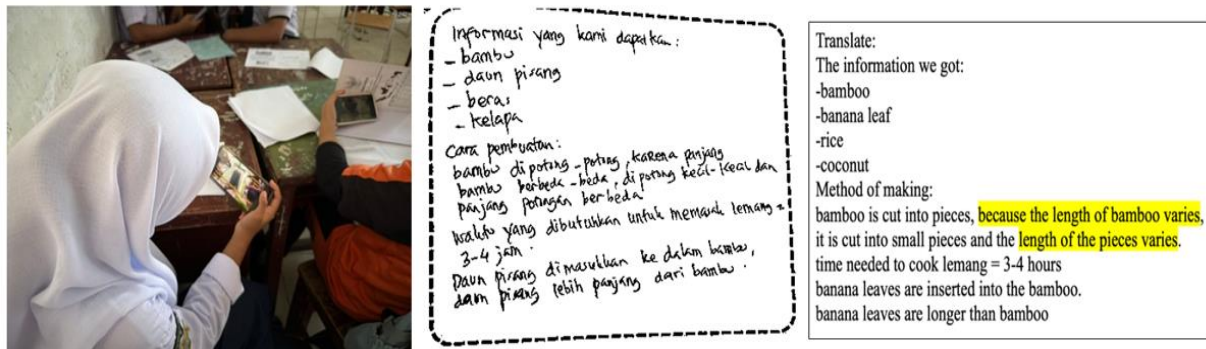 Informasi yang kami dapatkan:
- bambu
- daun pisang
- beras
- kelapa
Cara pembuatan:
bambu dipotong-potong, karena panjang
bambu berbeda-beda, dipotong kecil-kecil dan
panjang potongan berbeda
waktu yang dibutuhkan untuk memasak lemang =
3-4 jam.
Daun pisang dimasukkan ke dalam bambu,
daun pisang lebih panjang dari bambu.
Translate:
The information we got:
-bamboo
-banana leaf
-rice
-coconut
Method of making:
bamboo is cut into pieces, because the length of bamboo varies,
it is cut into small pieces and the length of the pieces varies.
time needed to cook lemang = 3-4 hours
banana leaves are inserted into the bamboo.
banana leaves are longer than bamboo